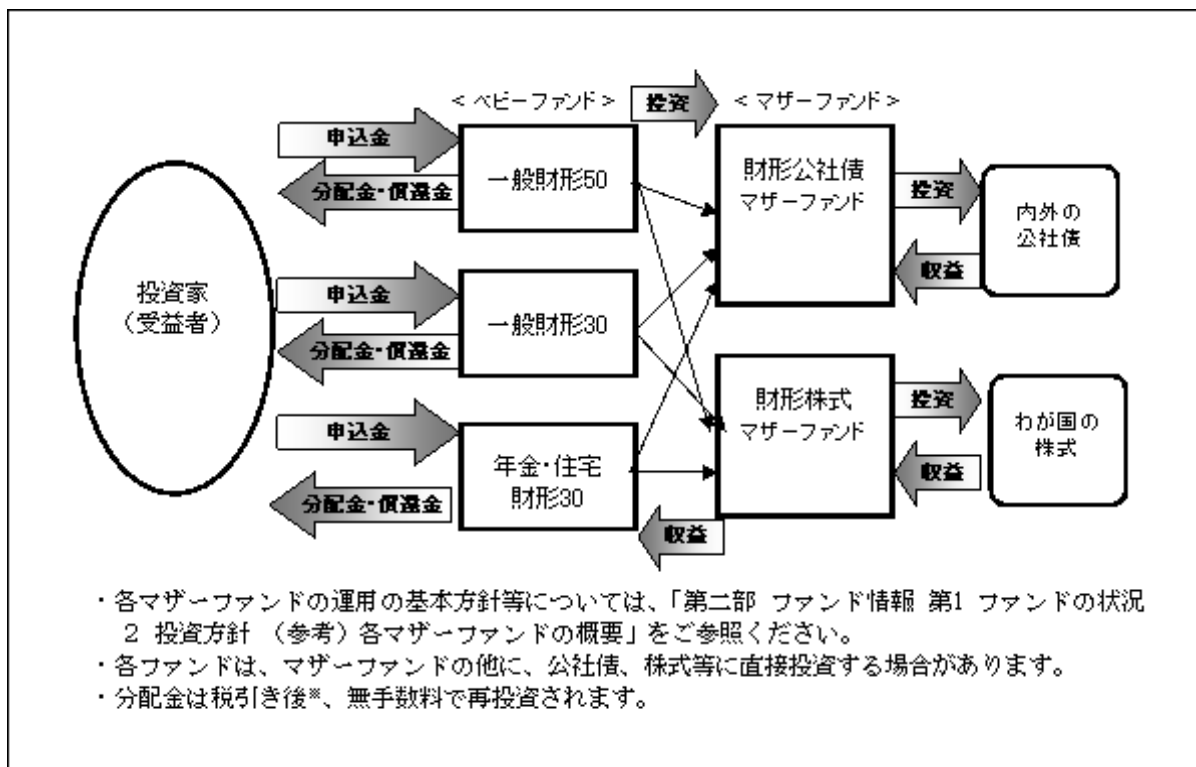 <ベビーファンド>
投資
<マザーファンド>
申込金
分配金・償還金
一般財形50
財形公社債
マザーファンド
投資
収益
内外の
公社債
投資家
(受益者)
申込金
分配金・償還金
一般財形30
申込金
分配金・償還金
年金・住宅
財形30
収益
財形株式
マザーファンド
投資
収益
わが国の
株式
・各マザーファンドの運用の基本方針等については、「第二部 ファンド情報 第1 ファンドの状況
2 投資方針 (参考)各マザーファンドの概要」をご参照ください。
・各ファンドは、マザーファンドの他に、公社債、株式等に直接投資する場合があります。
・分配金は税引き後※、無手数料で再投資されます。